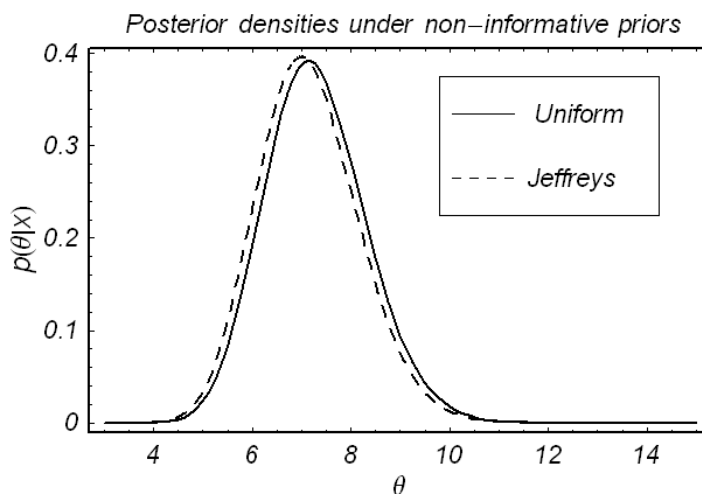 Posterior densities under non−informative priors
0.4
0.3
0.2
0.1
0
p(θ|x)
Uniform
Jeffreys
4 6 8 10 12 14
θ